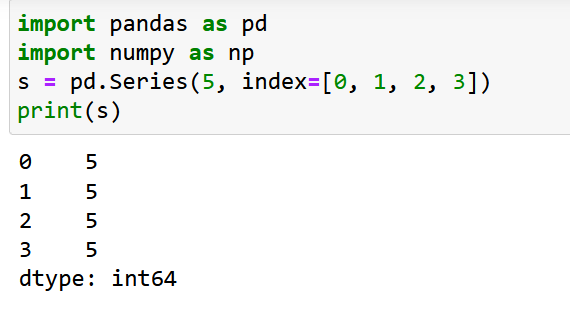 import pandas as pd
import numpy as np
s = pd.Series(5, index=[0, 1, 2, 3])
print(s)
0    5
1    5
2    5
3    5
dtype: int64